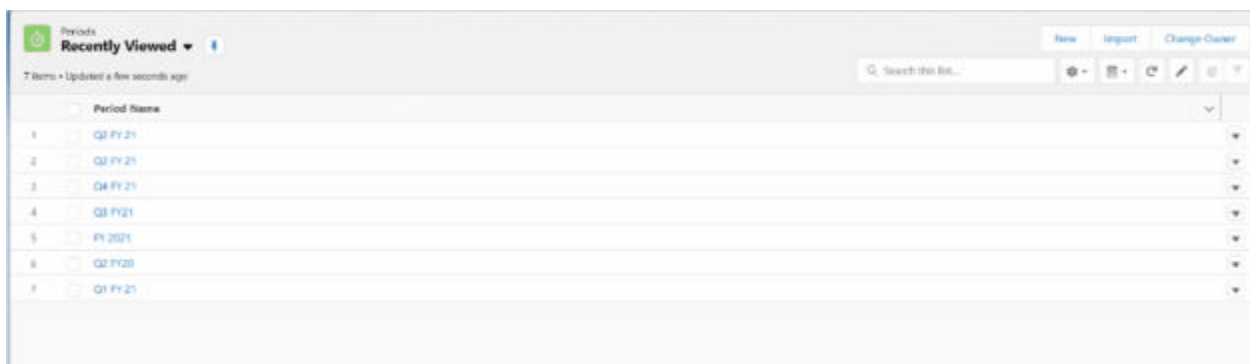 Periods
Recently Viewed
New Import Change Owner
7 items • Updated a few seconds ago
Search this list...
Period Name
1 Q2 FY 21
2 Q2 FY 21
3 Q4 FY 21
4 Q3 FY21
5 FY 2021
6 Q2 FY20
7 Q1 FY 21